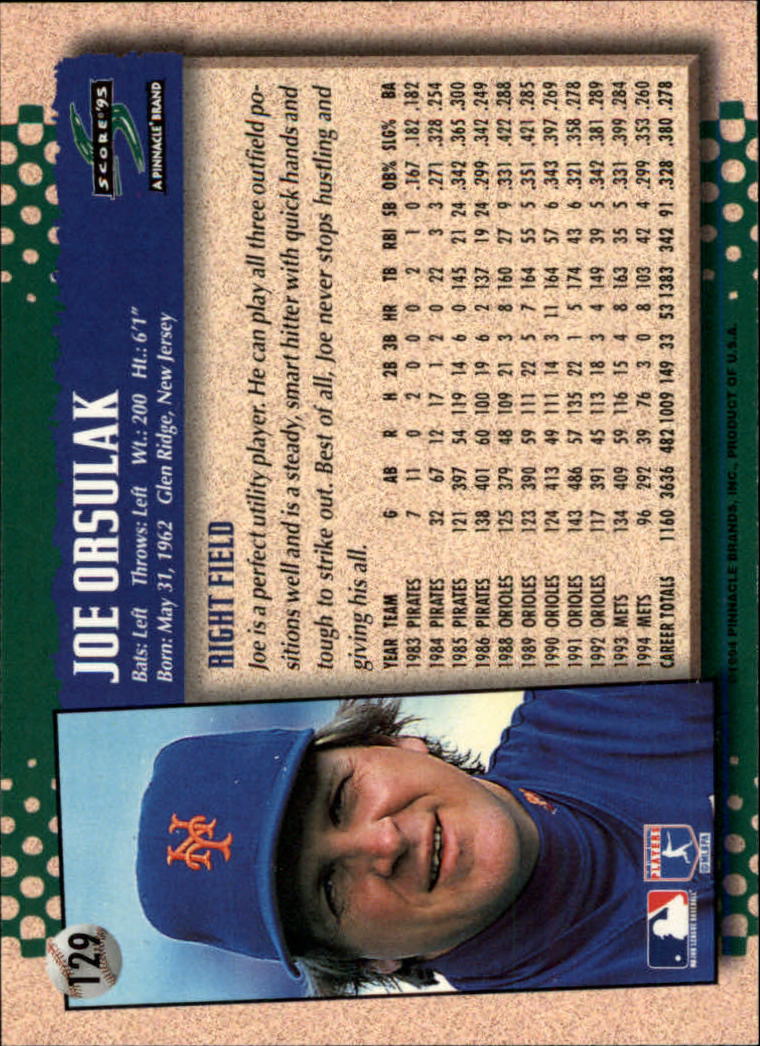 129
JOE ORSULAK
Bats: Left Throws: Left Wt.: 200 Ht.: 6'1"
Born: May 31, 1962 Glen Ridge, New Jersey
SCORE '95
A PINNACLE BRAND
RIGHT FIELD
Joe is a perfect utility player. He can play all three outfield po-
sitions well and is a steady, smart hitter with quick hands and
tough to strike out. Best of all, Joe never stops hustling and
giving his all.
YEAR TEAM G AB R H 2B 3B HR TB RBI SB OB% SLG% BA
1983 PIRATES 7 11 0 2 0 0 0 2 1 0 .167 .182 .182
1984 PIRATES 32 67 12 17 1 2 0 22 3 3 .271 .328 .254
1985 PIRATES 121 397 54 119 14 6 0 145 21 24 .342 .365 .300
1986 PIRATES 138 401 60 100 19 6 2 137 19 24 .299 .342 .249
1988 ORIOLES 125 379 48 109 21 3 8 160 27 9 .331 .422 .288
1989 ORIOLES 123 390 59 111 22 5 7 164 55 5 .351 .421 .285
1990 ORIOLES 124 413 49 111 14 3 11 164 57 6 .343 .397 .269
1991 ORIOLES 143 486 57 135 22 1 5 174 43 6 .321 .358 .278
1992 ORIOLES 117 391 45 113 18 3 4 149 39 5 .342 .381 .289
1993 METS 134 409 59 116 15 4 8 163 35 5 .331 .399 .284
1994 METS 96 292 39 76 3 0 8 103 42 4 .299 .353 .260
CAREER TOTALS 1160 3636 482 1009 149 33 53 1383 342 91 .328 .380 .278
NY
PLAYERS
© MLBPA
MAJOR LEAGUE BASEBALL
1994 PINNACLE BRANDS, INC., PRODUCT OF U.S.A.